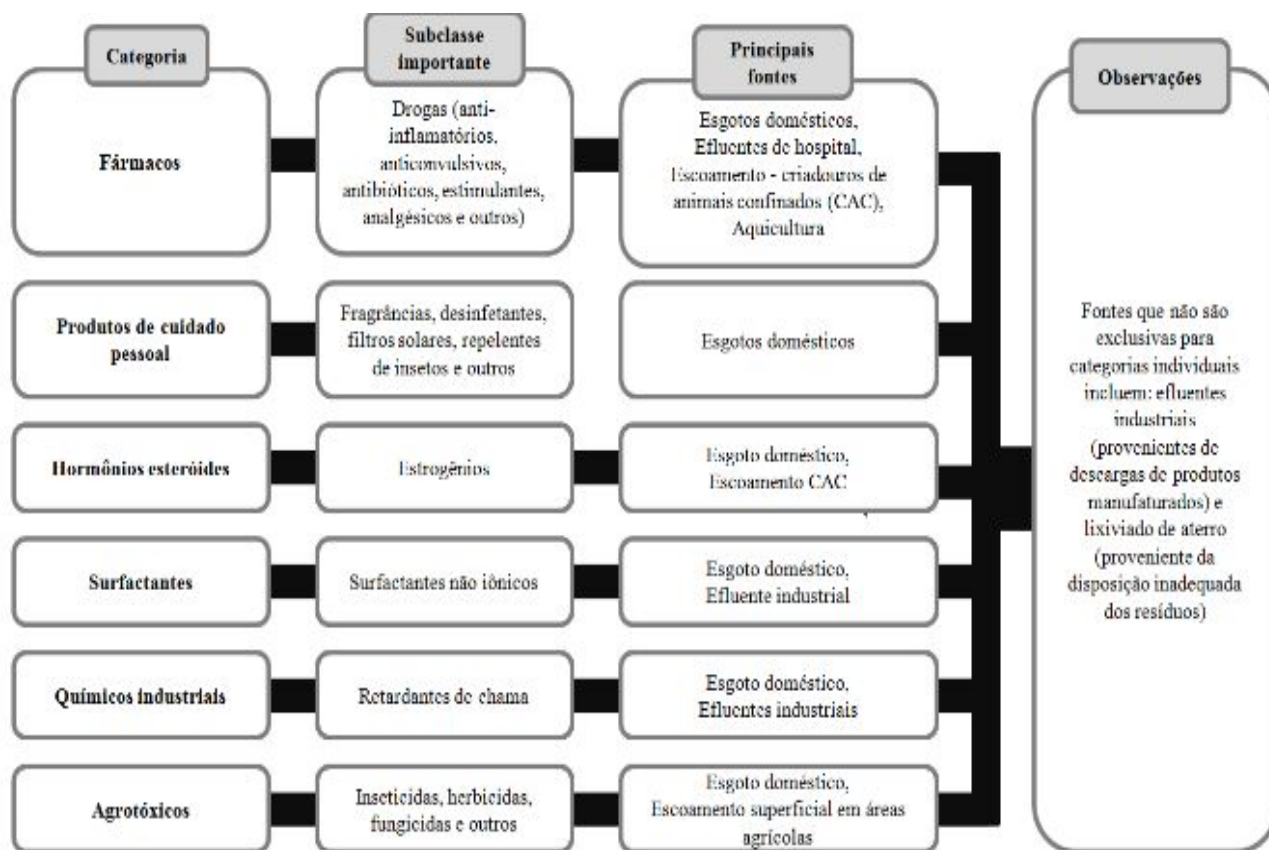 Categoria
Subclasse
importante
Principais
fontes
Observações
Fármacos
Drogas (anti-
inflamatórios,
anticonvulsivos,
antibióticos, estimulantes,
analgésicos e outros)
Esgotos domésticos,
Efluentes de hospital,
Escoamento - criadouros de
animais confinados (CAC),
Aquicultura
Produtos de cuidado
pessoal
Fragrâncias, desinfetantes,
filtros solares, repelentes
de insetos e outros
Esgotos domésticos
Hormônios esteróides
Estrogênios
Esgoto doméstico,
Escoamento CAC
Surfactantes
Surfactantes não iônicos
Esgoto doméstico,
Efluente industrial
Químicos industriais
Retardantes de chama
Esgoto doméstico,
Efluentes industriais
Agrotóxicos
Inseticidas, herbicidas,
fungicidas e outros
Esgoto doméstico,
Escoamento superficial em áreas
agrícolas
Fontes que não são
exclusivas para
categorias individuais
incluem: efluentes
industriais
(provenientes de
descargas de produtos
manufaturados) e
lixiviado de aterro
(proveniente da
disposição inadequada
dos resíduos)